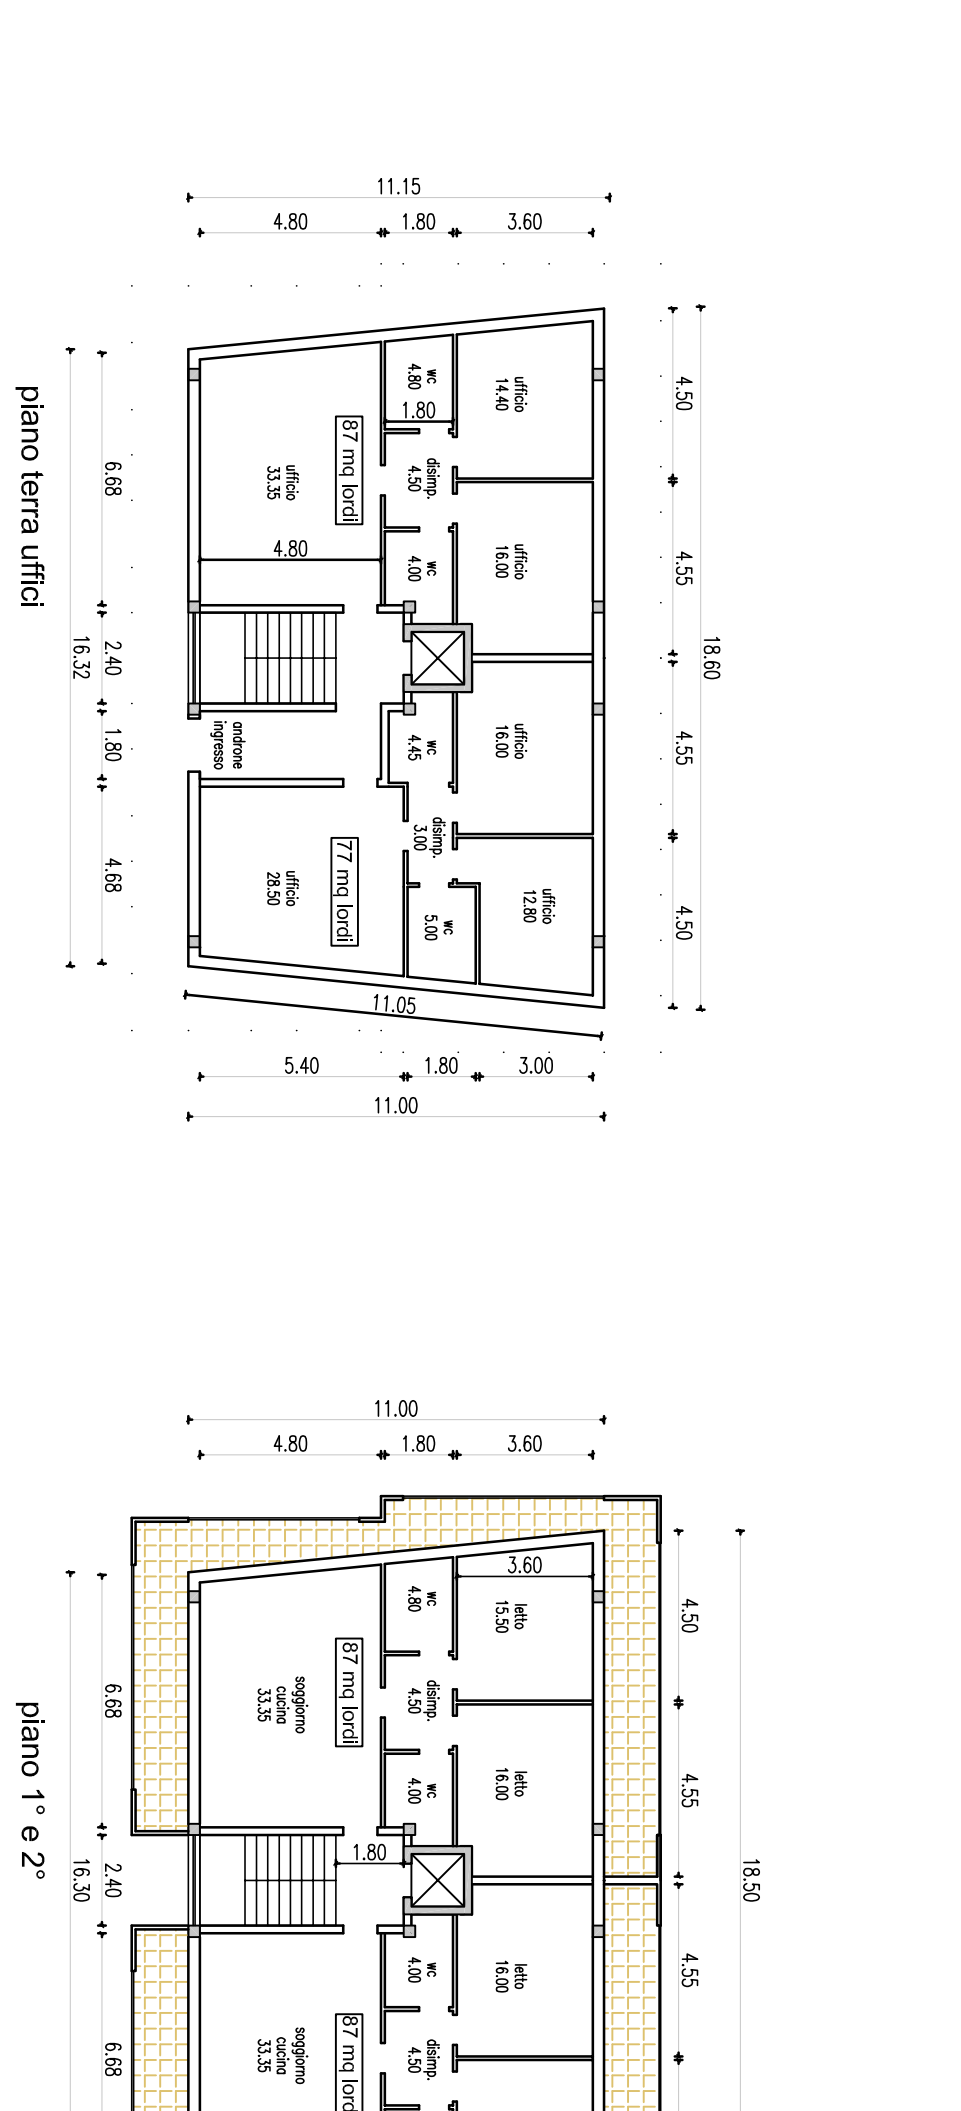 11.15
4.80
1.80
3.60
4.50
4.55
18.60
4.55
4.50
ufficio
14.40
wc
4.80
1.80
87 mq lordi
ufficio
33.35
disimp.
4.50
ufficio
16.00
wc
4.00
4.80
6.68
piano terra uffici
16.32
2.40
1.80
4.68
androne
ingresso
wc
4.45
ufficio
16.00
disimp.
3.00
77 mq lordi
ufficio
28.50
wc
5.00
ufficio
12.80
11.05
5.40
1.80
3.00
11.00
11.00
4.80
1.80
3.60
3.60
4.50
letto
15.50
wc
4.80
87 mq lordi
soggiorno
cucina
33.35
disimp.
4.50
letto
16.00
wc
4.00
4.55
6.68
piano 1° e 2°
16.30
2.40
1.80
18.50
4.55
letto
16.00
wc
4.00
disimp.
4.50
87 mq lord
soggiorno
cucina
33.35
6.68